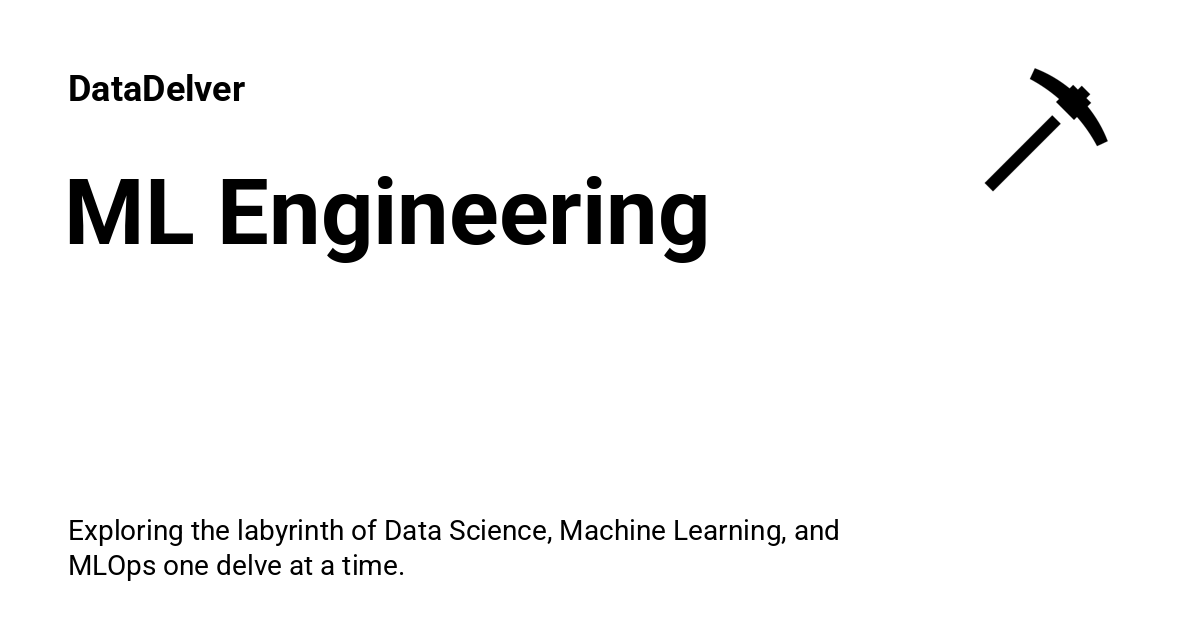 DataDelver
ML Engineering
Exploring the labyrinth of Data Science, Machine Learning, and
MLOps one delve at a time.